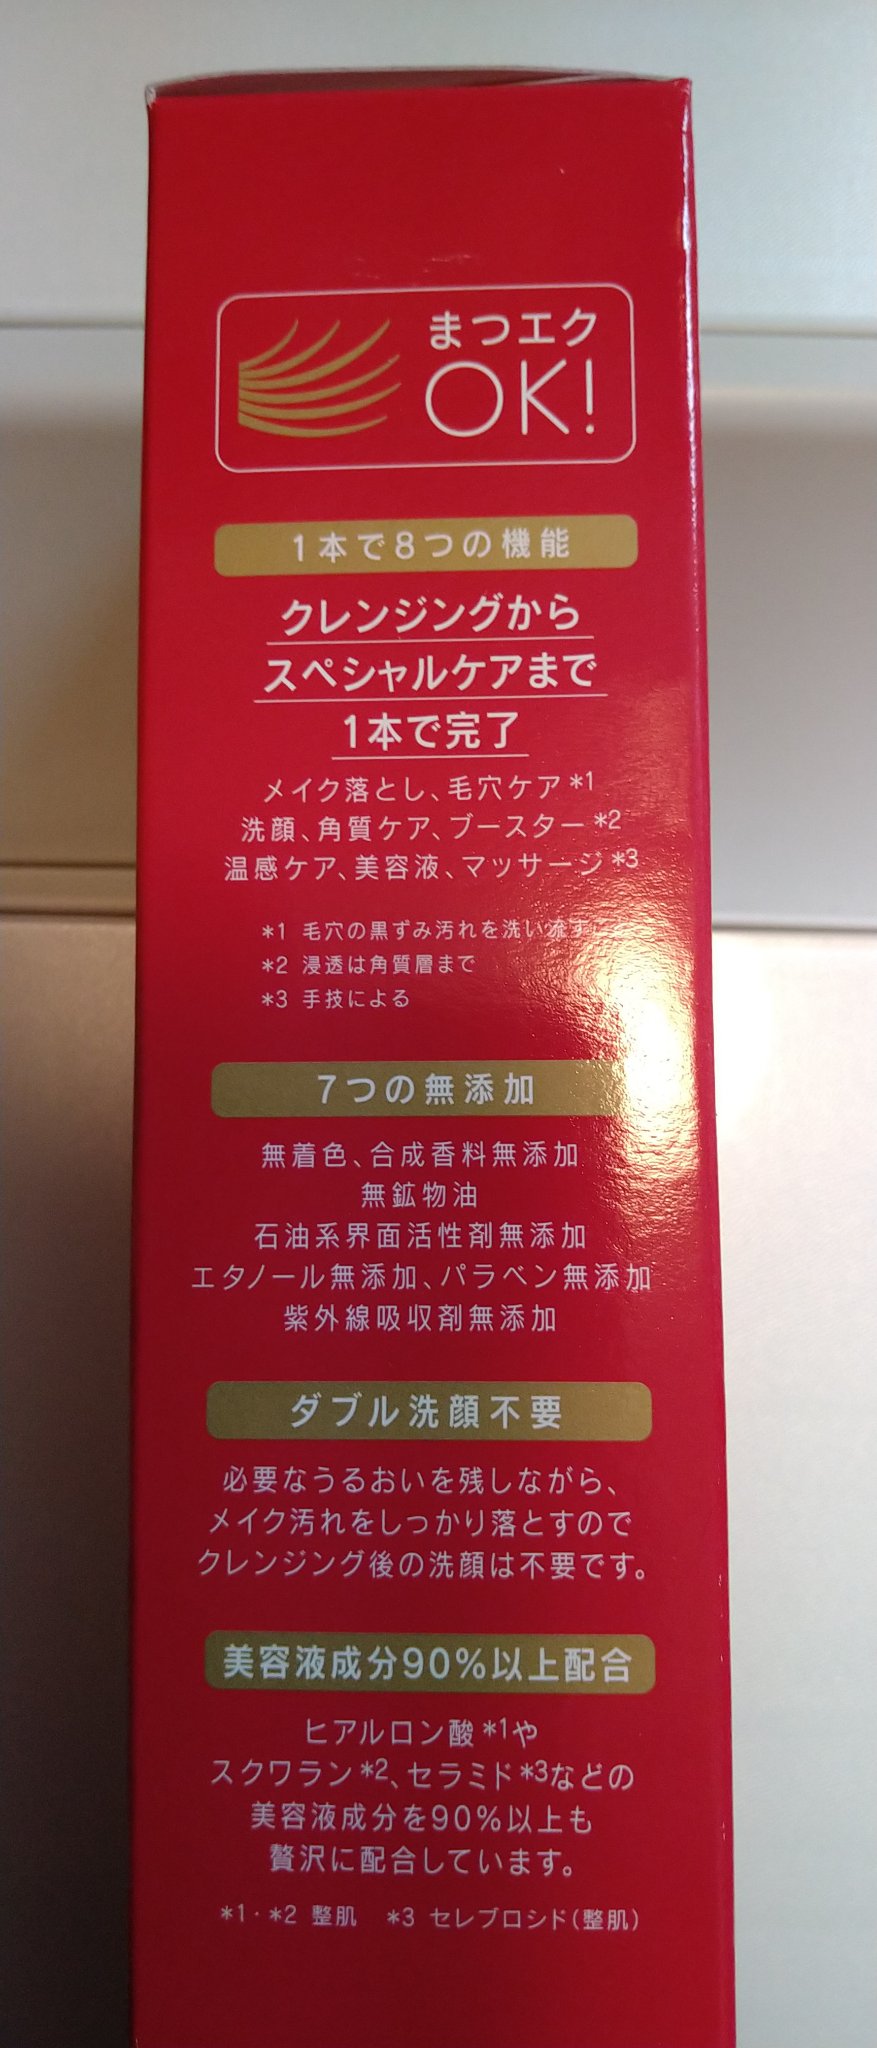 まつエク
OK!
1本で8つの機能
クレンジングから
スペシャルケアまで
1本で完了
メイク落とし、毛穴ケア*1
洗顔、角質ケア、ブースター*2
温感ケア、美容液、マッサージ*3
*1 毛穴の黒ずみ汚れを洗い流す
*2 浸透は角質層まで
*3 手技による
7つの無添加
無着色、合成香料無添加
無鉱物油
石油系界面活性剤無添加
エタノール無添加、パラベン無添加
紫外線吸収剤無添加
ダブル洗顔不要
必要なうるおいを残しながら、
メイク汚れをしっかり落とすので
クレンジング後の洗顔は不要です。
美容液成分90%以上配合
ヒアルロン酸*1や
スクワラン*2、セラミド*3などの
美容液成分を90%以上も
贅沢に配合しています。
*1・*2 整肌 *3 セレブロシド(整肌)